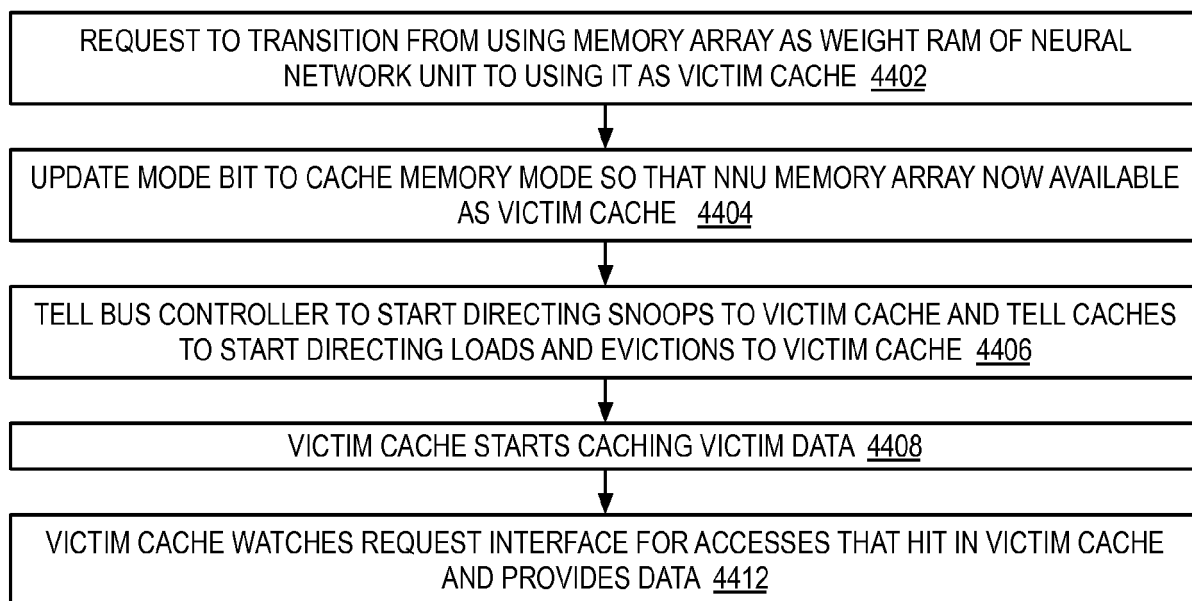 REQUEST TO TRANSITION FROM USING MEMORY ARRAY AS WEIGHT RAM OF NEURAL
NETWORK UNIT TO USING IT AS VICTIM CACHE 4402
UPDATE MODE BIT TO CACHE MEMORY MODE SO THAT NNU MEMORY ARRAY NOW AVAILABLE
AS VICTIM CACHE 4404
TELL BUS CONTROLLER TO START DIRECTING SNOOPS TO VICTIM CACHE AND TELL CACHES
TO START DIRECTING LOADS AND EVICTIONS TO VICTIM CACHE 4406
VICTIM CACHE STARTS CACHING VICTIM DATA 4408
VICTIM CACHE WATCHES REQUEST INTERFACE FOR ACCESSES THAT HIT IN VICTIM CACHE
AND PROVIDES DATA 4412